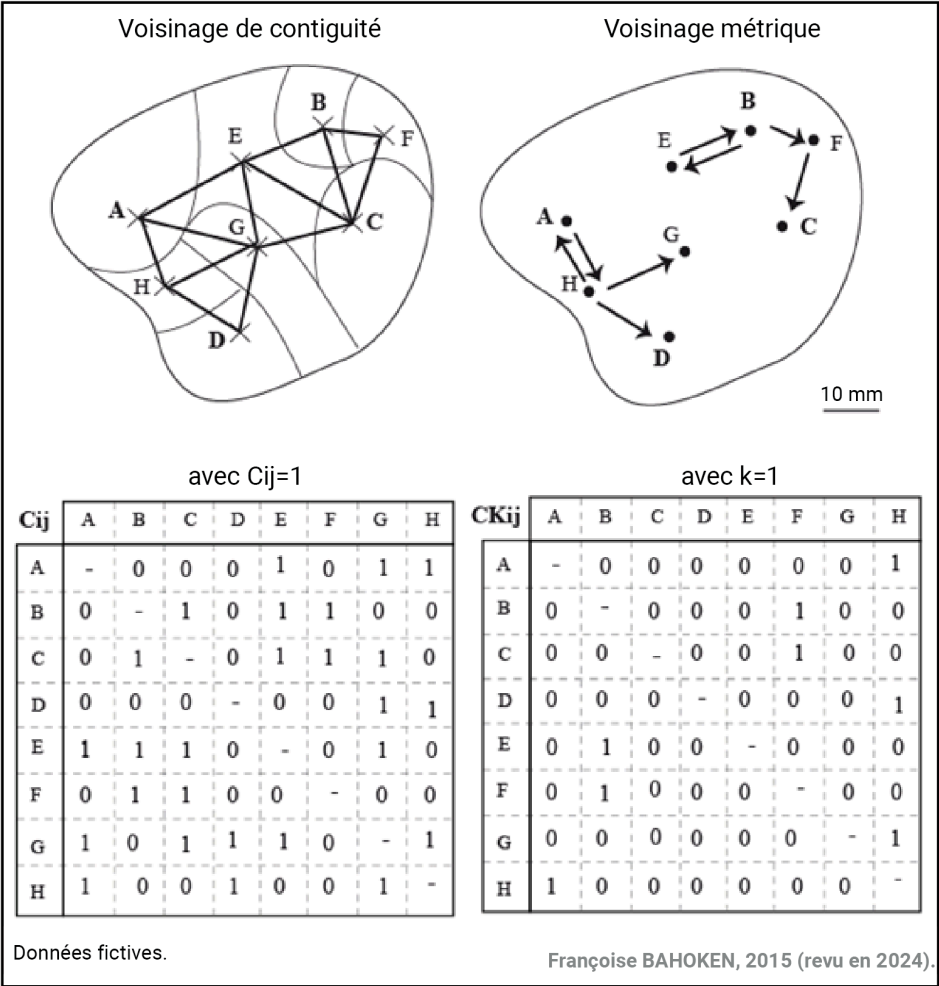 Voisinage de contiguité
Voisinage métrique
B
F
E
A
G
C
H
D
B
E
F
A
G
C
H
D
10 mm
avec Cij=1
avec k=1
Cij A B C D E F G H
A - 0 0 0 1 0 1 1
B 0 - 1 0 1 1 0 0
C 0 1 - 0 1 1 1 0
D 0 0 0 - 0 0 1 1
E 1 1 1 0 - 0 1 0
F 0 1 1 0 0 - 0 0
G 1 0 1 1 1 0 - 1
H 1 0 0 1 0 0 1 -
CKij A B C D E F G H
A - 0 0 0 0 0 0 1
B 0 - 0 0 0 1 0 0
C 0 0 - 0 0 1 0 0
D 0 0 0 - 0 0 0 1
E 0 1 0 0 - 0 0 0
F 0 1 0 0 0 - 0 0
G 0 0 0 0 0 0 - 1
H 1 0 0 0 0 0 0 -
Données fictives.
Françoise BAHOKEN, 2015 (revu en 2024).